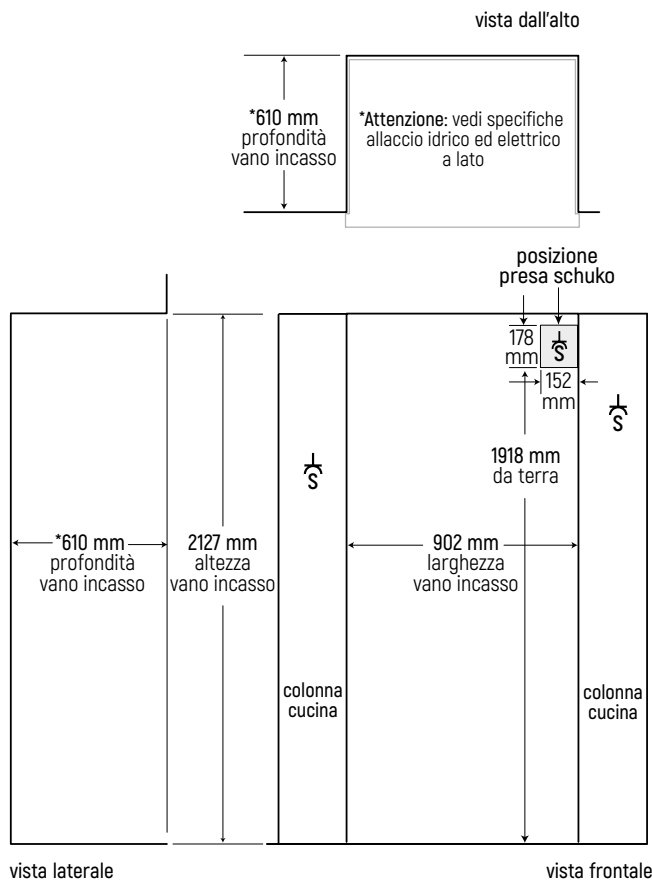 vista dall'alto
*610 mm
profondità
vano incasso
*Attenzione: vedi specifiche
allaccio idrico ed elettrico
a lato
posizione
presa schuko
178
mm
S
152
mm
S
S
1918 mm
da terra
*610 mm
profondità
vano incasso
2127 mm
altezza
vano incasso
902 mm
larghezza
vano incasso
colonna
cucina
colonna
cucina
vista laterale
vista frontale